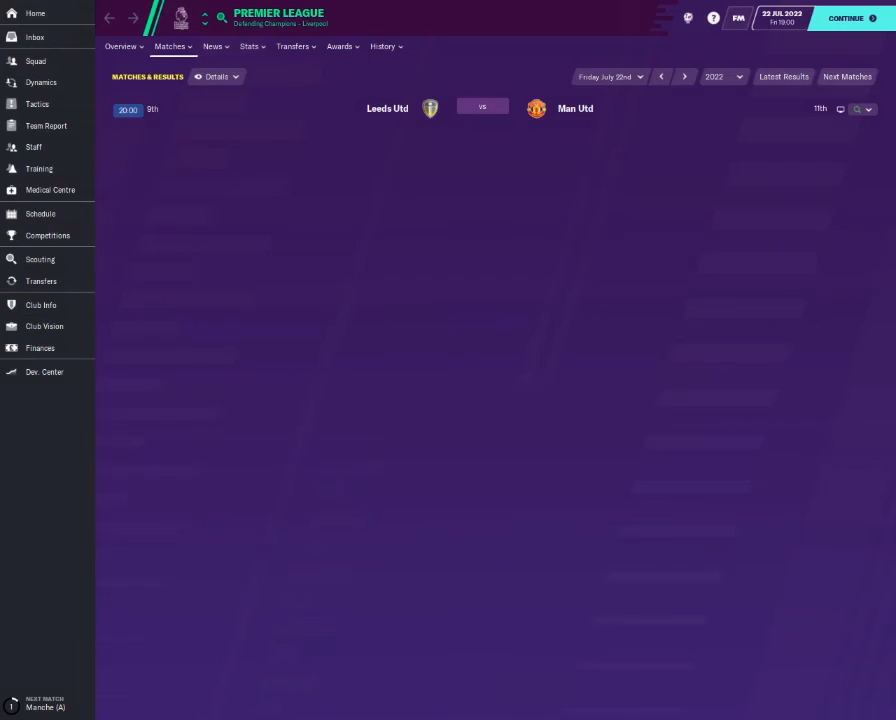 Home
Inbox
Squad
Dynamics
Tactics
Team Report
Staff
Training
Medical Centre
Schedule
Competitions
Scouting
Transfers
Club Info
Club Vision
Finances
Dev. Center
1
NEXT MATCH
Manche (A)
PREMIER LEAGUE
Defending Champions - Liverpool
?
FM
22 JUL 2022
Fri 19:00
CONTINUE
Overview Matches News Stats Transfers Awards History
MATCHES & RESULTS Details Friday July 22nd 2022 Latest Results Next Matches
20:00 9th Leeds Utd vs Man Utd 11th